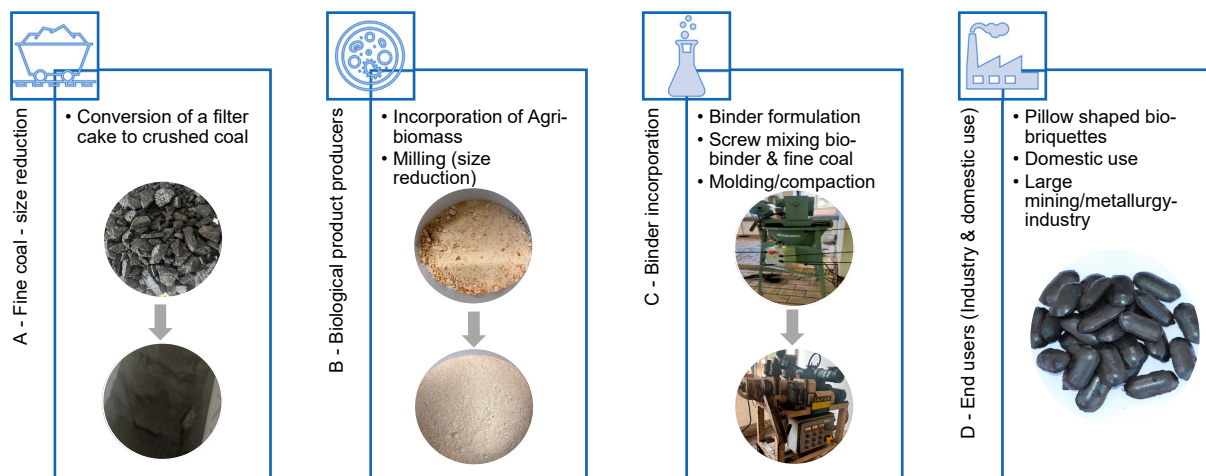 A - Fine coal - size reduction
• Conversion of a filter
cake to crushed coal
B - Biological product producers
• Incorporation of Agri-
biomass
• Milling (size
reduction)
C - Binder incorporation
• Binder formulation
• Screw mixing bio-
binder & fine coal
• Molding/compaction
D - End users (Industry & domestic use)
• Pillow shaped bio-
briquettes
• Domestic use
• Large
mining/metallurgy-
industry